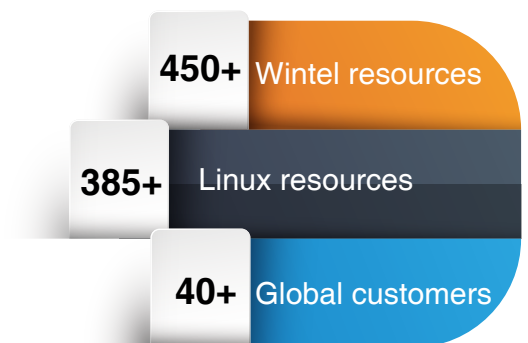 450+ Wintel resources
385+ Linux resources
40+ Global customers